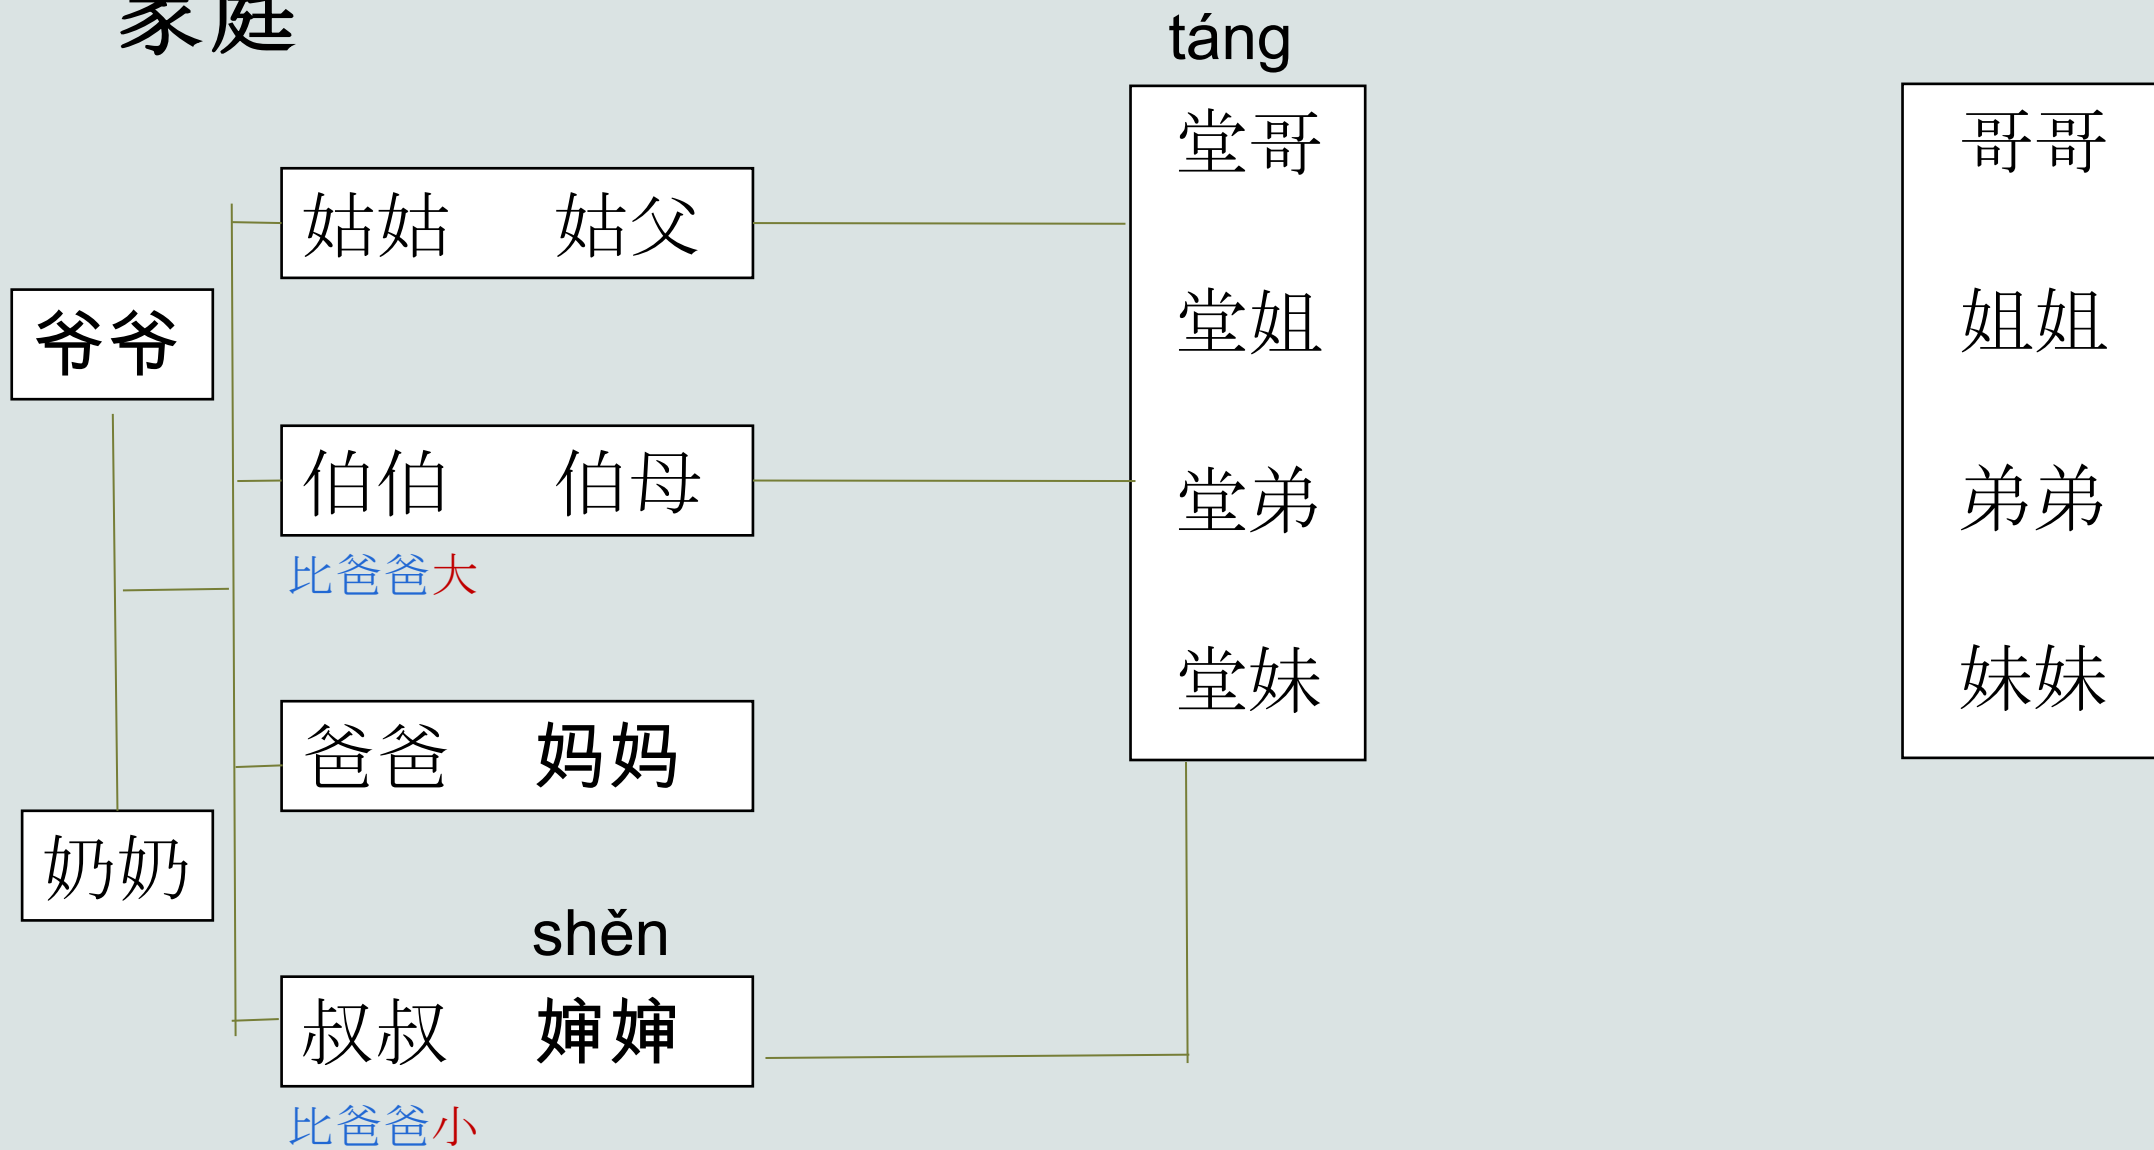 家庭
táng
堂哥
堂姐
堂弟
堂妹
哥哥
姐姐
弟弟
妹妹
姑姑 姑父
爷爷
伯伯 伯母
比爸爸大
爸爸 妈妈
奶奶
shěn
叔叔 婶婶
比爸爸小